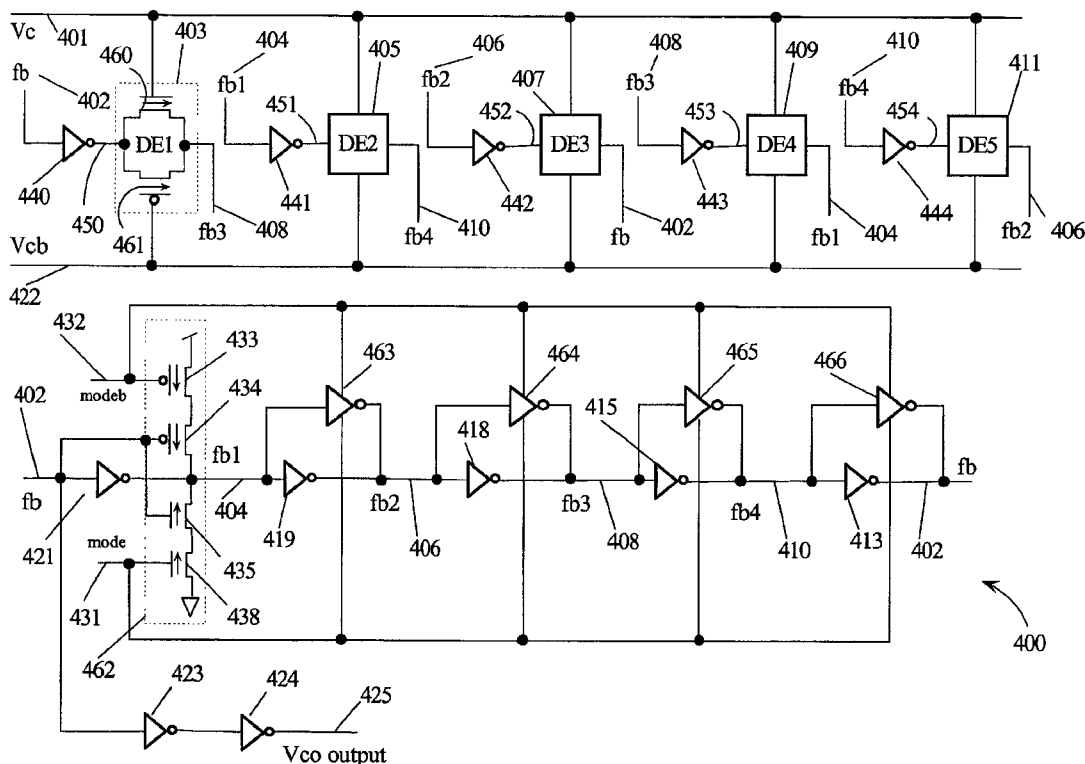 Vc
401
460
403
404
405
406
407
408
409
410
411
fb
402
fb1
fb2
fb3
fb4
451
452
453
454
DE1
DE2
DE3
DE4
DE5
440
450
461
fb3
408
441
fb4
410
442
fb
402
443
fb1
404
444
fb2
406
Vcb
422
432
433
463
464
465
466
402
modeb
434
fb1
418
415
fb
421
404
419
fb2
406
fb3
408
fb4
410
413
402
fb
mode
431
435
438
462
400
423
424
425
Vco output